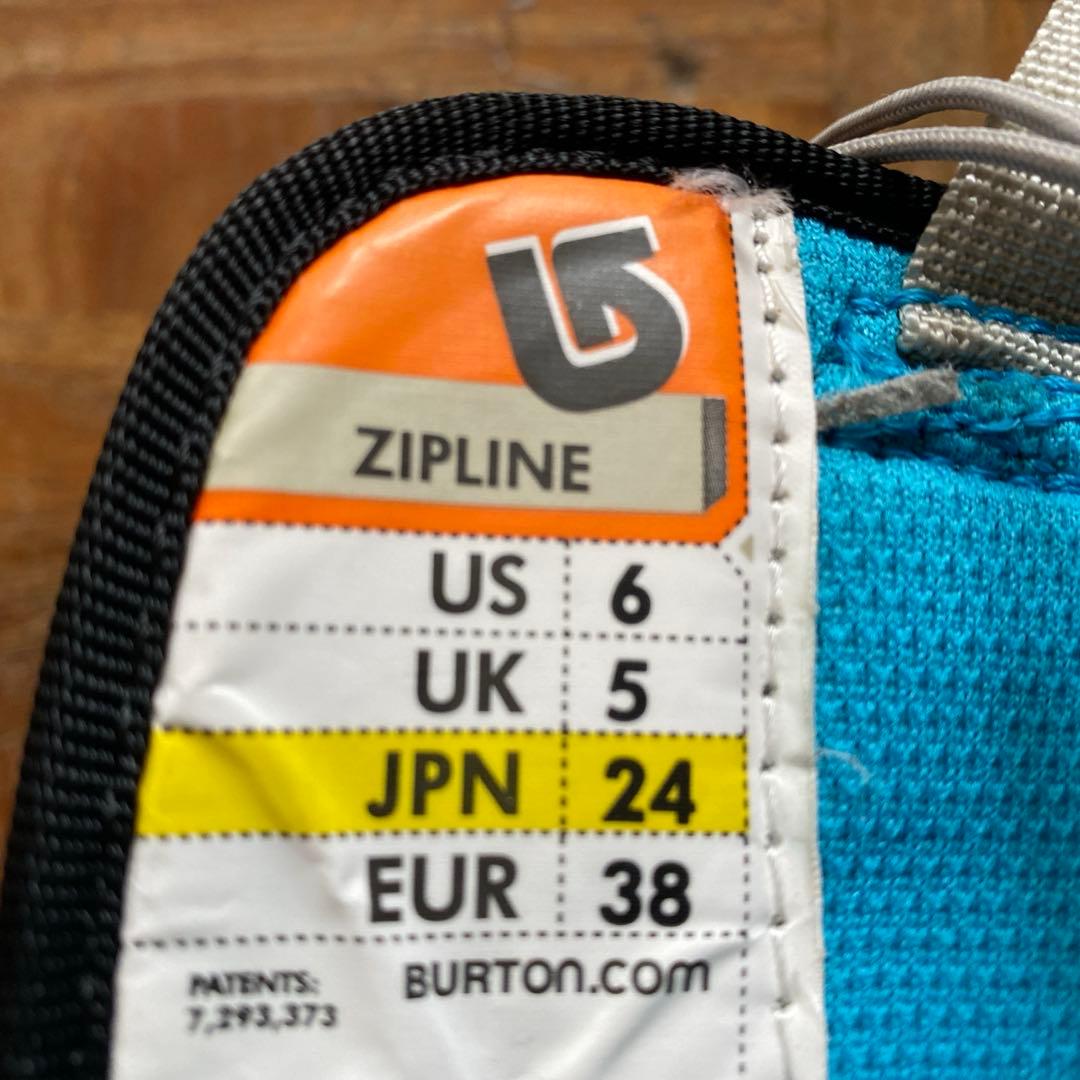 ZIPLINE
US 6
UK 5
JPN 24
EUR 38
PATENTS: BURTON.COM
7,293,373